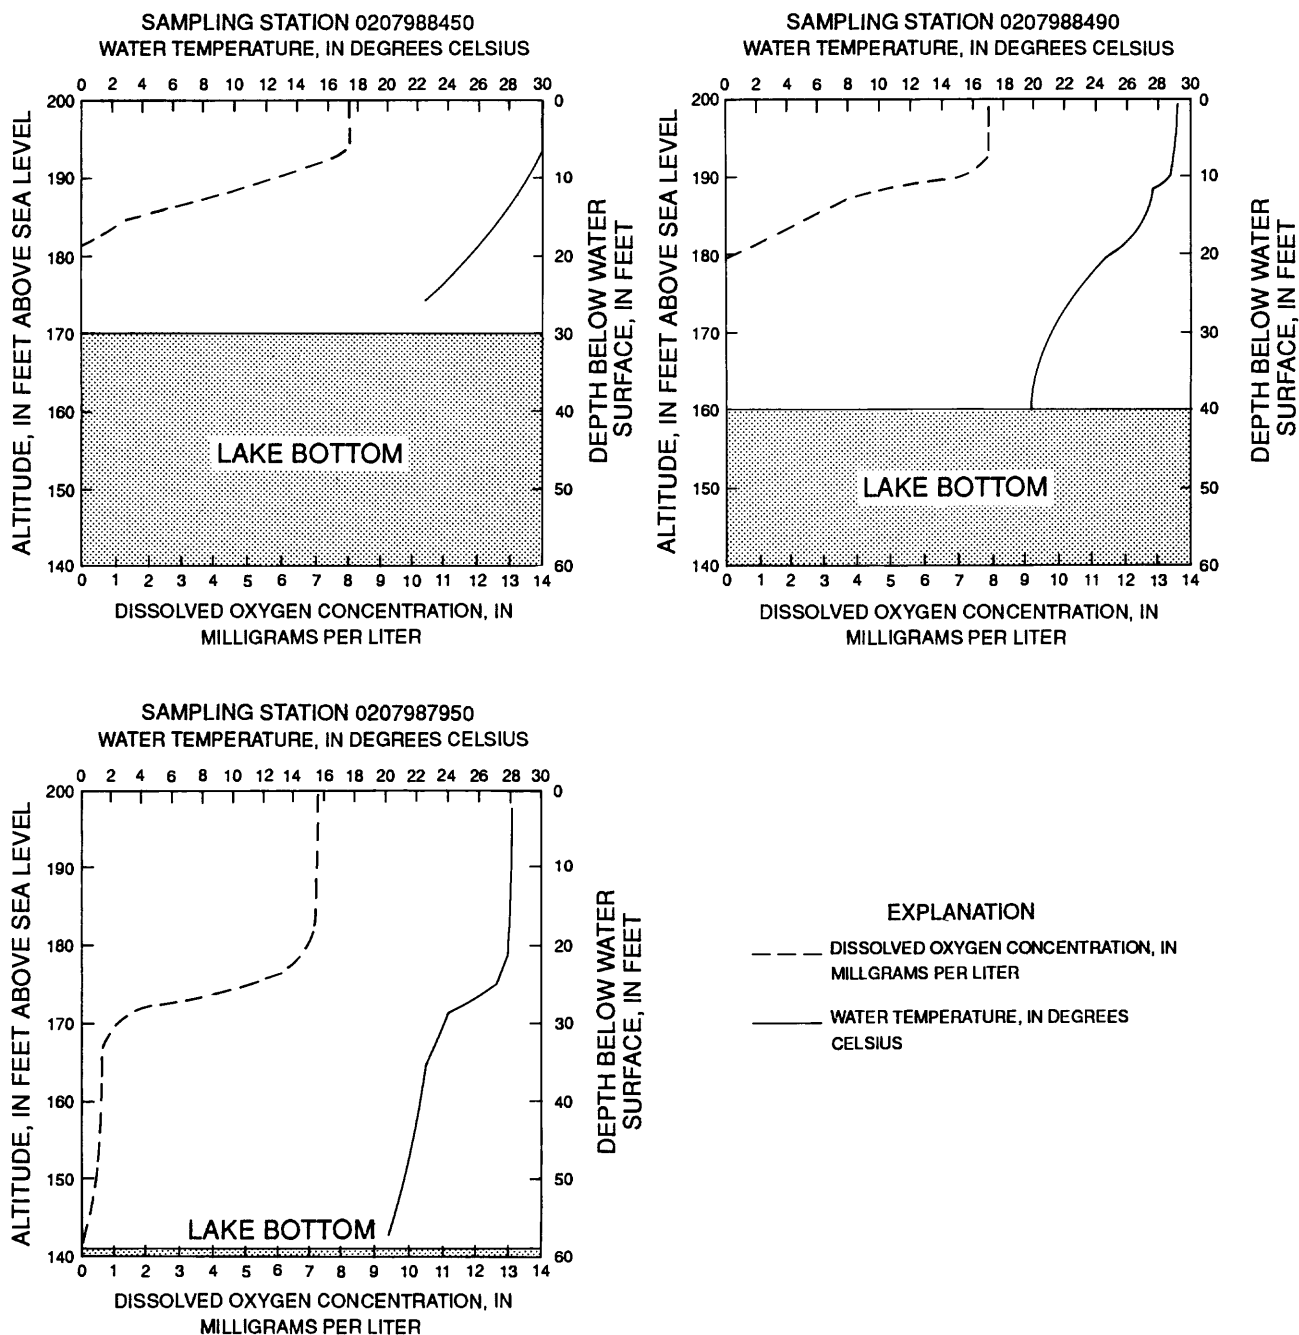 SAMPLING STATION 0207988450
WATER TEMPERATURE, IN DEGREES CELSIUS
0 2 4 6 8 10 12 14 16 18 20 22 24 26 28 30
200 190 180 170 160 150 140
ALTITUDE, IN FEET ABOVE SEA LEVEL
LAKE BOTTOM
0 10 20 30 40 50 60
DEPTH BELOW WATER
SURFACE, IN FEET
0 1 2 3 4 5 6 7 8 10 11 12 13 14
DISSOLVED OXYGEN CONCENTRATION, IN
MILLIGRAMS PER LITER
SAMPLING STATION 0207988490
WATER TEMPERATURE, IN DEGREES CELSIUS
0 2 4 6 8 10 12 14 16 18 20 22 24 26 28 30
200 190 180 170 160 150 140
ALTITUDE, IN FEET ABOVE SEA LEVEL
LAKE BOTTOM
0 10 20 30 40 50 60
DEPTH BELOW WATER
SURFACE, IN FEET
0 1 2 3 4 5 6 7 8 9 10 11 12 13 14
DISSOLVED OXYGEN CONCENTRATION, IN
MILLIGRAMS PER LITER
SAMPLING STATION 0207987950
WATER TEMPERATURE, IN DEGREES CELSIUS
0 2 4 6 8 10 12 14 16 18 20 22 24 26 28 30
200 190 180 170 160 150 140
ALTITUDE, IN FEET ABOVE SEA LEVEL
LAKE BOTTOM
0 10 20 30 40 50 60
DEPTH BELOW WATER
SURFACE, IN FEET
0 1 2 3 4 5 6 7 8 9 10 11 12 13 14
DISSOLVED OXYGEN CONCENTRATION, IN
MILLIGRAMS PER LITER
EXPLANATION
DISSOLVED OXYGEN CONCENTRATION, IN
MILLGRAMS PER LITER
WATER TEMPERATURE, IN DEGREES
CELSIUS